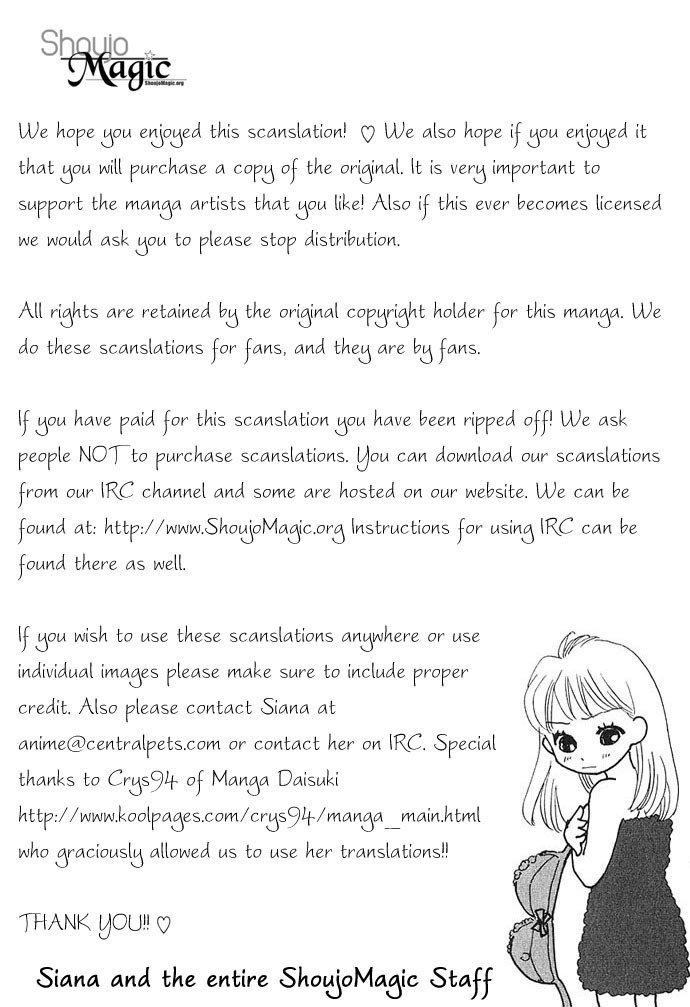 Shoujo
Magic
ShoujoMagic.org
We hope you enjoyed this scanslation! ♡ We also hope if you enjoyed it
that you will purchase a copy of the original. It is very important to
support the manga artists that you like! Also if this ever becomes licensed
we would ask you to please stop distribution.
All rights are retained by the original copyright holder for this manga. We
do these scanslations for fans, and they are by fans.
If you have paid for this scanslation you have been ripped off! We ask
people NOT to purchase scanslations. You can download our scanslations
from our IRC channel and some are hosted on our website. We can be
found at: http://www.ShoujoMagic.org Instructions for using IRC can be
found there as well.
If you wish to use these scanslations anywhere or use
individual images please make sure to include proper
credit. Also please contact Siana at
anime@centralpets.com or contact her on IRC. Special
thanks to Crys94 of Manga Daisuki
http://www.koolpages.com/crys94/manga_main.html
who graciously allowed us to use her translations!!
THANK YOU!! ♡
Siana and the entire ShoujoMagic Staff